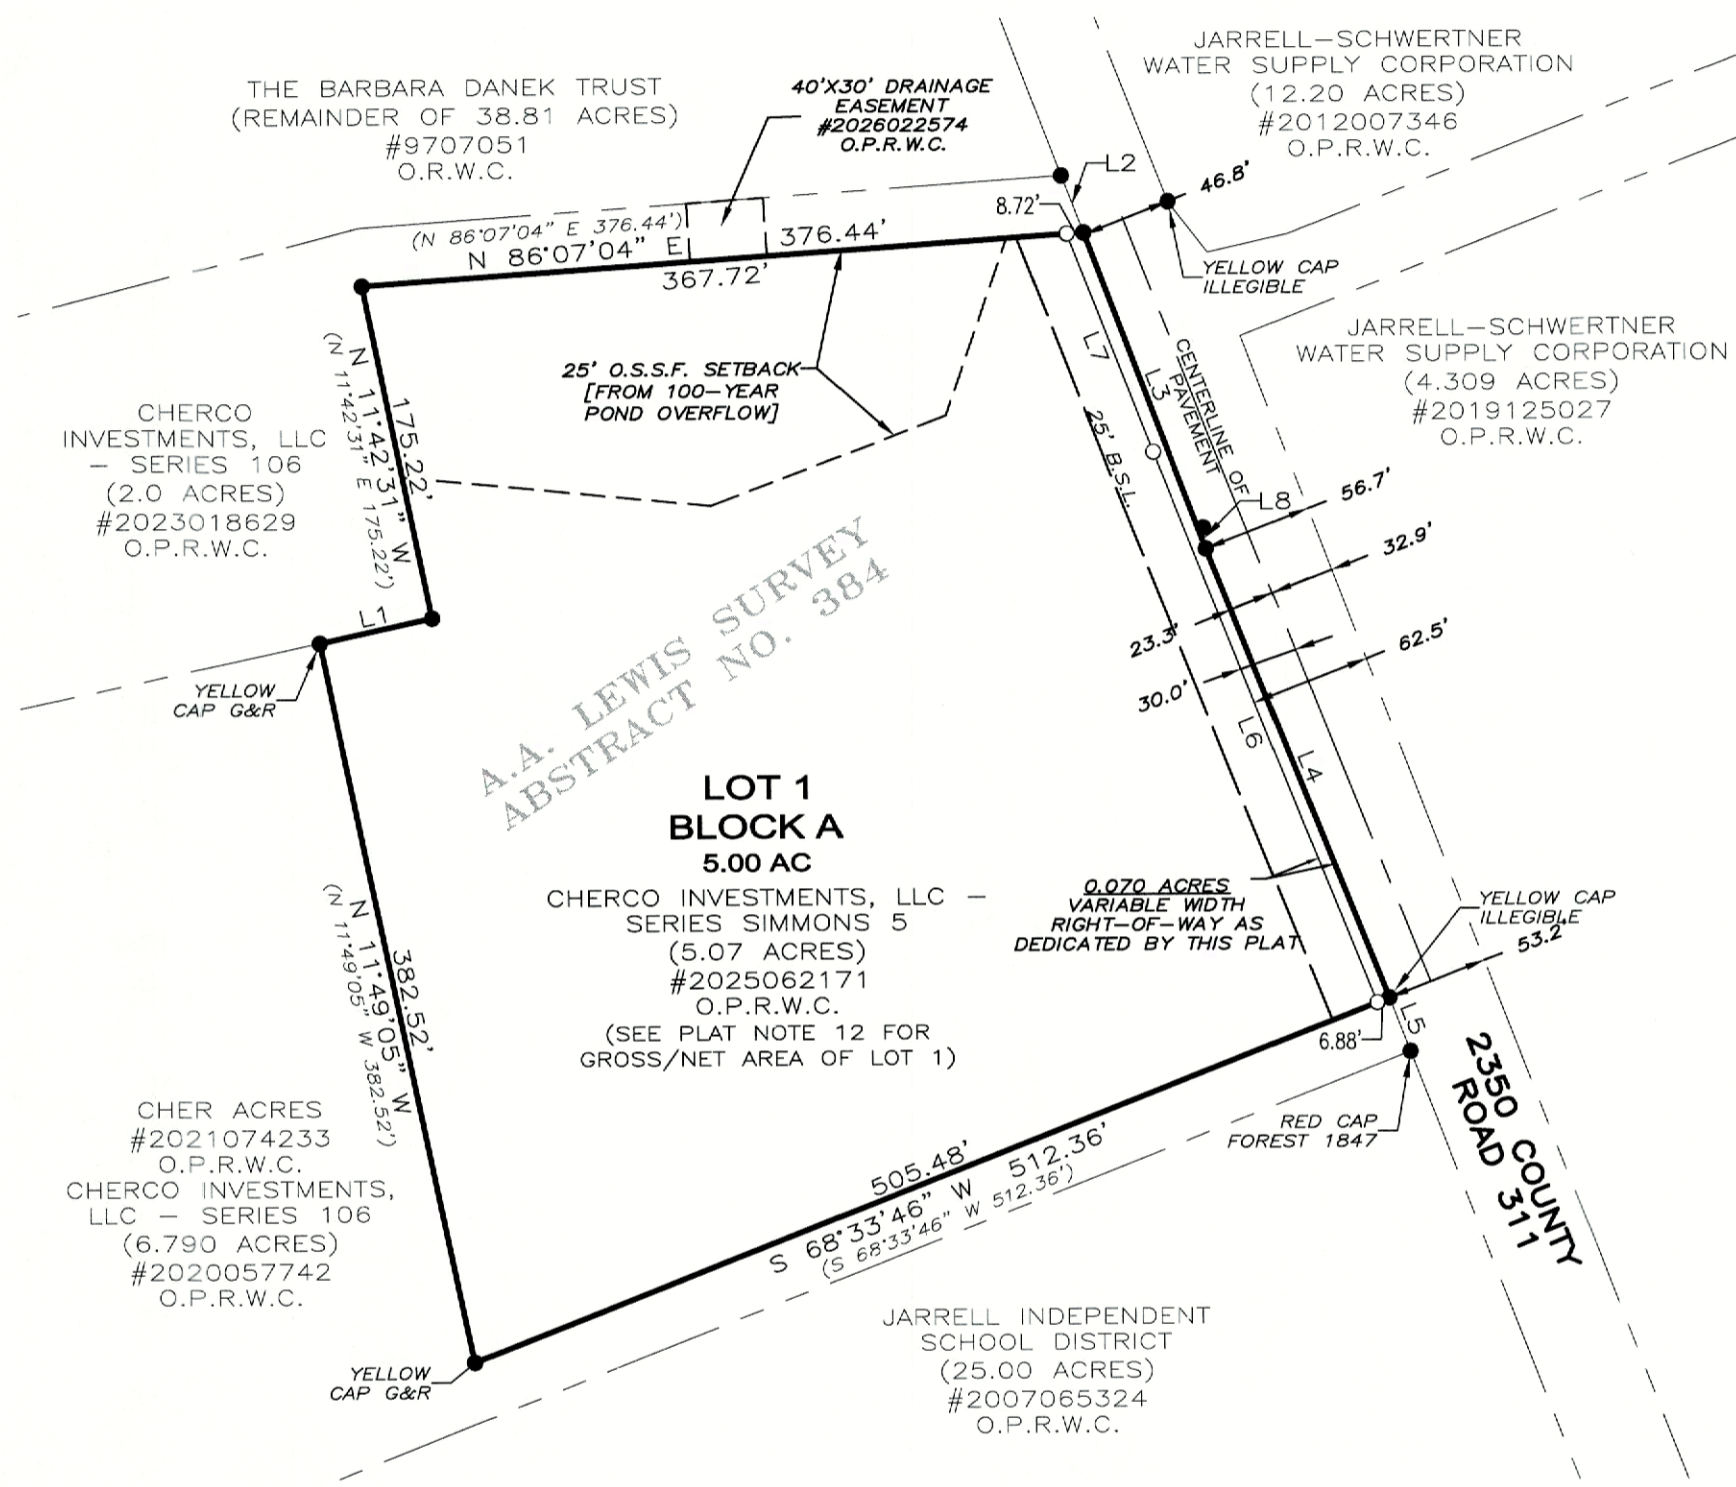 THE BARBARA DANEK TRUST
(REMAINDER OF 38.81 ACRES)
#9707051
O.R.W.C.
40'X30' DRAINAGE
EASEMENT
#2026022574
O.P.R.W.C.
JARRELL–SCHWERTNER
WATER SUPPLY CORPORATION
(12.20 ACRES)
#2012007346
O.P.R.W.C.
L2
46.8'
8.72'
(N 86°07'04" E 376.44')
N 86°07'04" E
376.44'
367.72'
YELLOW CAP
ILLEGIBLE
JARRELL–SCHWERTNER
WATER SUPPLY CORPORATION
(4.309 ACRES)
#2019125027
O.P.R.W.C.
25' O.S.S.F. SETBACK
[FROM 100–YEAR
POND OVERFLOW]
L7
L3
CENTERLINE OF
PAVEMENT
25' B.S.L.
CHERCO
INVESTMENTS, LLC
– SERIES 106
(2.0 ACRES)
#2023018629
O.P.R.W.C.
175.22'
N 11°42'31" W
(N 11°42'31" E 175.22')
L8
56.7'
32.9'
23.3'
62.5'
30.0'
L1
YELLOW
CAP G&R
A.A. LEWIS SURVEY
ABSTRACT NO. 384
L6
L4
LOT 1
BLOCK A
5.00 AC
CHERCO INVESTMENTS, LLC –
SERIES SIMMONS 5
(5.07 ACRES)
#2025062171
O.P.R.W.C.
(SEE PLAT NOTE 12 FOR
GROSS/NET AREA OF LOT 1)
0.070 ACRES
VARIABLE WIDTH
RIGHT–OF–WAY AS
DEDICATED BY THIS PLAT
YELLOW CAP
ILLEGIBLE
53.2'
L5
6.88'
382.52'
N 11°49'05" W
(N 11°49'05" W 382.52')
RED CAP
FOREST 1847
2350 COUNTY
ROAD 311
CHER ACRES
#2021074233
O.P.R.W.C.
CHERCO INVESTMENTS,
LLC – SERIES 106
(6.790 ACRES)
#2020057742
O.P.R.W.C.
505.48'
S 68°33'46" W 512.36'
(S 68°33'46" W 512.36')
YELLOW
CAP G&R
JARRELL INDEPENDENT
SCHOOL DISTRICT
(25.00 ACRES)
#2007065324
O.P.R.W.C.